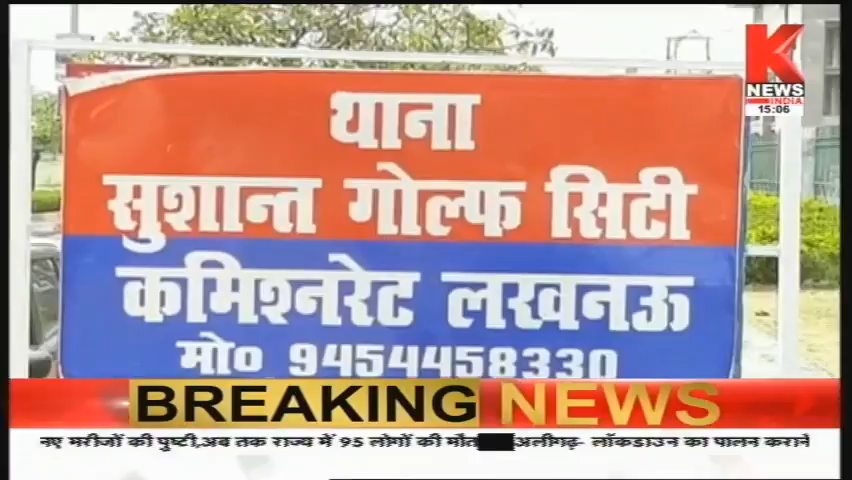 थाना
सुशान्त गोल्फ सिटी
कमिश्नरेट लखनऊ
मो० 9454458330
K
NEWS
INDIA
15:06
BREAKING NEWS
नए मरीजों की पुष्टी,अब तक राज्य में 95 लोगों की मौत अलीगढ़- लॉकडाउन का पालन कराने